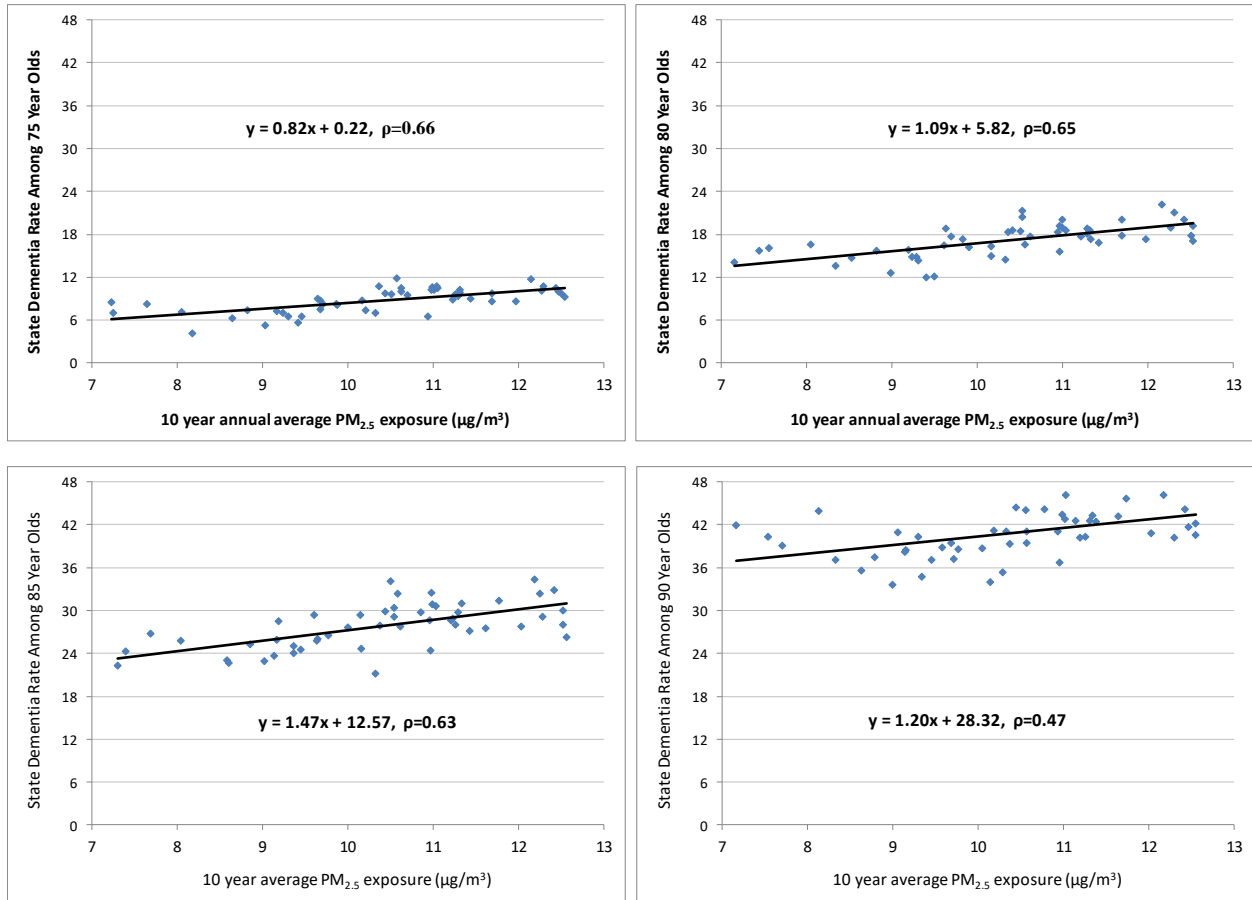 State Dementia Rate Among 75 Year Olds
48
42
36
30
24
18
12
6
0
y = 0.82x + 0.22, ρ=0.66
7 8 9 10 11 12 13
10 year annual average PM2.5 exposure (µg/m³)
State Dementia Rate Among 80 Year Olds
48
42
36
30
24
18
12
6
0
y = 1.09x + 5.82, ρ=0.65
7 8 9 10 11 12 13
10 year annual average PM2.5 exposure (µg/m³)
State Dementia Rate Among 85 Year Olds
48
42
36
30
24
18
12
6
0
y = 1.47x + 12.57, ρ=0.63
7 8 9 10 11 12 13
10 year average PM2.5 exposure (µg/m³)
State Dementia Rate Among 90 Year Olds
48
42
36
30
24
18
12
6
0
y = 1.20x + 28.32, ρ=0.47
7 8 9 10 11 12 13
10 year average PM2.5 exposure (µg/m³)